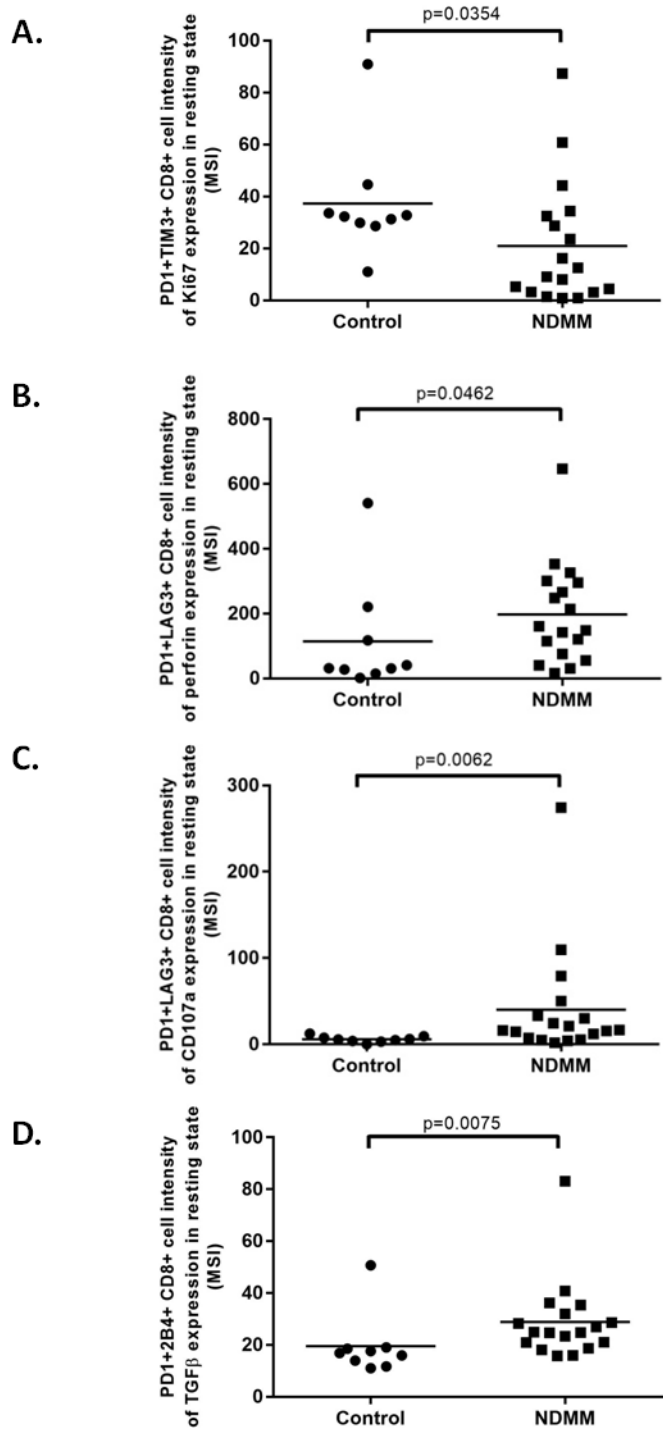 A.
p=0.0354
PD1+TIM3+ CD8+ cell intensity
of Ki67 expression in resting state
(MSI)
100
80
60
40
20
0
Control
NDMM
B.
p=0.0462
PD1+LAG3+ CD8+ cell intensity
of perforin expression in resting state
(MSI)
800
600
400
200
0
Control
NDMM
C.
p=0.0062
PD1+LAG3+ CD8+ cell intensity
of CD107a expression in resting state
(MSI)
300
200
100
0
Control
NDMM
D.
p=0.0075
PD1+2B4+ CD8+ cell intensity
of TGFβ expression in resting state
(MSI)
100
80
60
40
20
0
Control
NDMM